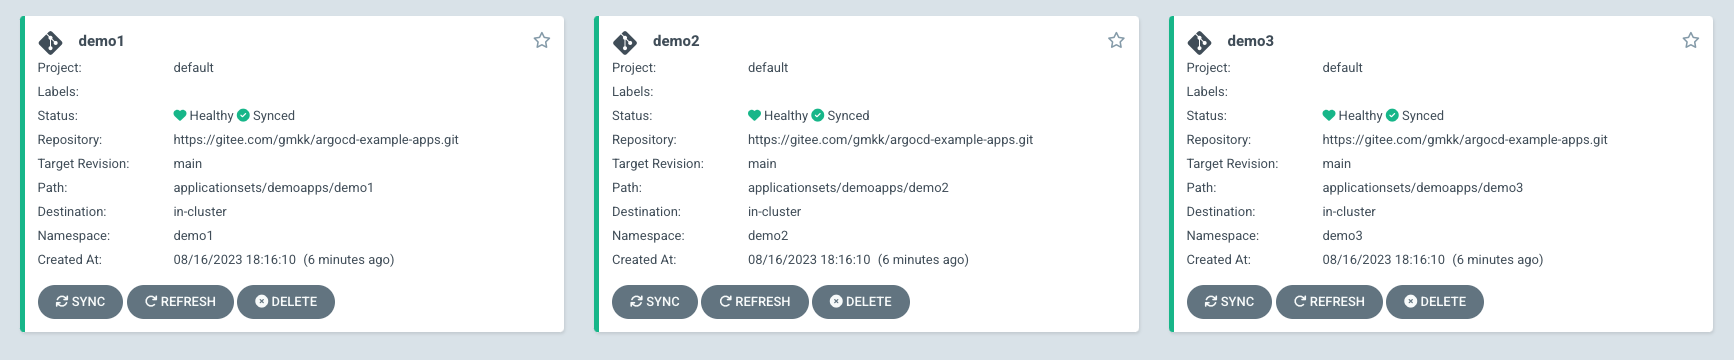 demo1
Project: default
Labels:
Status: Healthy Synced
Repository: https://gitee.com/gmkk/argocd-example-apps.git
Target Revision: main
Path: applicationsets/demoapps/demo1
Destination: in-cluster
Namespace: demo1
Created At: 08/16/2023 18:16:10 (6 minutes ago)
SYNC REFRESH DELETE
demo2
Project: default
Labels:
Status: Healthy Synced
Repository: https://gitee.com/gmkk/argocd-example-apps.git
Target Revision: main
Path: applicationsets/demoapps/demo2
Destination: in-cluster
Namespace: demo2
Created At: 08/16/2023 18:16:10 (6 minutes ago)
SYNC REFRESH DELETE
demo3
Project: default
Labels:
Status: Healthy Synced
Repository: https://gitee.com/gmkk/argocd-example-apps.git
Target Revision: main
Path: applicationsets/demoapps/demo3
Destination: in-cluster
Namespace: demo3
Created At: 08/16/2023 18:16:10 (6 minutes ago)
SYNC REFRESH DELETE